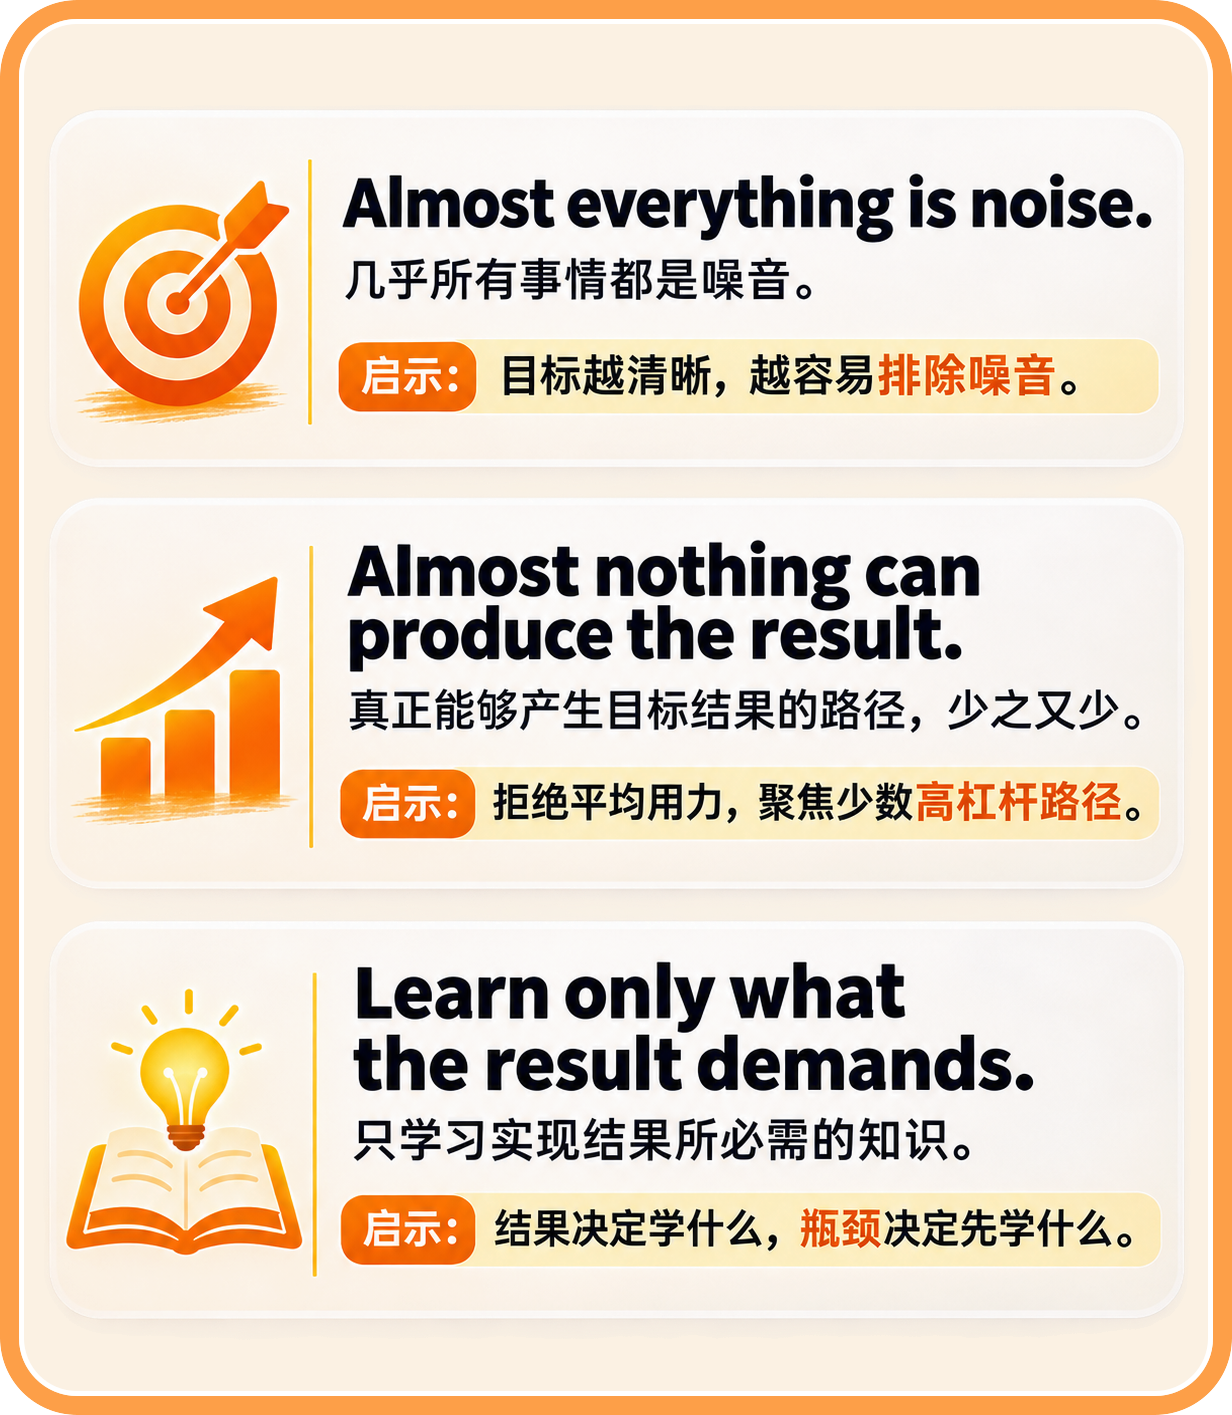 Almost everything is noise.
几乎所有事情都是噪音。
启示： 目标越清晰，越容易排除噪音。
Almost nothing can
produce the result.
真正能够产生目标结果的路径，少之又少。
启示： 拒绝平均用力，聚焦少数高杠杆路径。
Learn only what
the result demands.
只学习实现结果所必需的知识。
启示： 结果决定学什么，瓶颈决定先学什么。